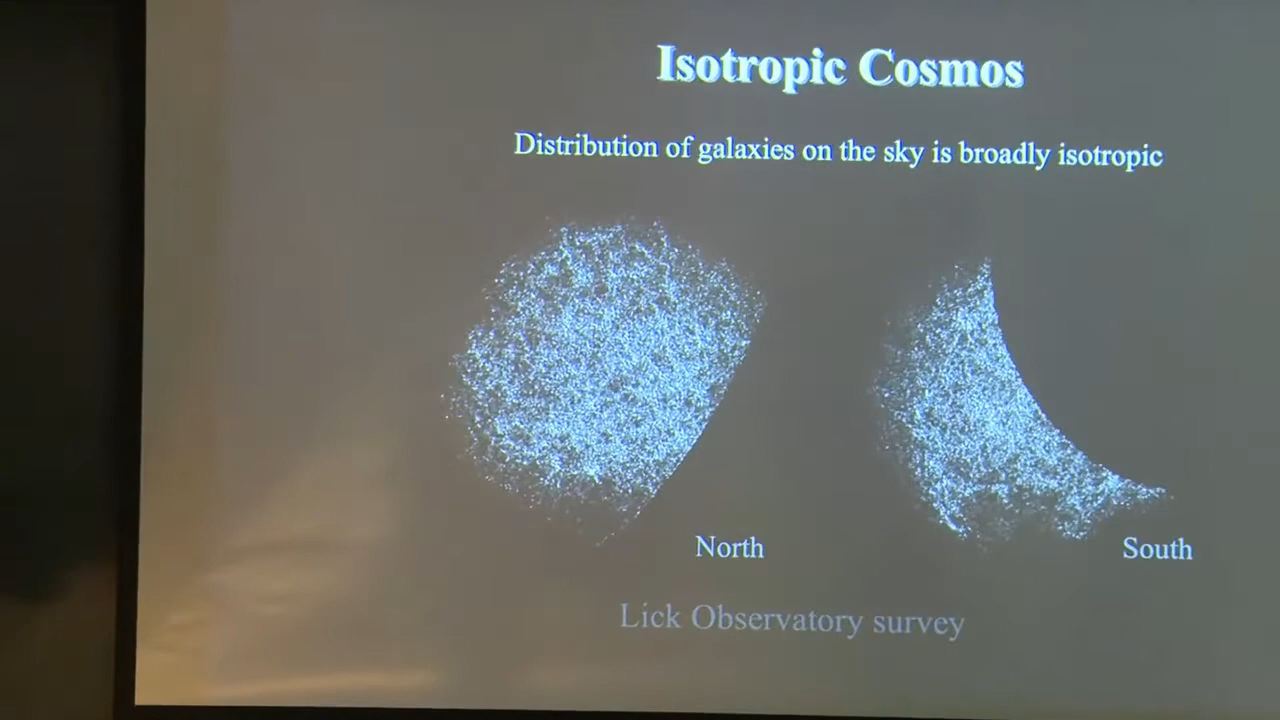 Isotropic Cosmos
Distribution of galaxies on the sky is broadly isotropic
North
South
Lick Observatory survey